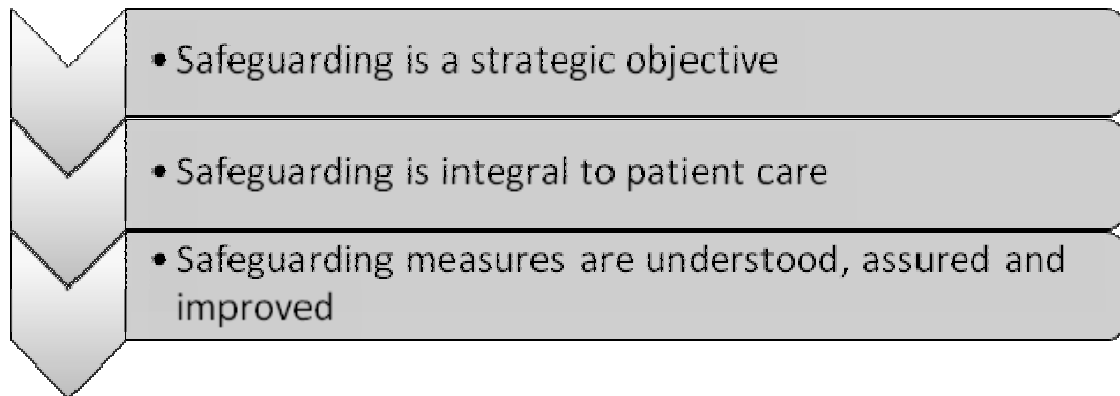 • Safeguarding is a strategic objective
• Safeguarding is integral to patient care
• Safeguarding measures are understood, assured and
improved